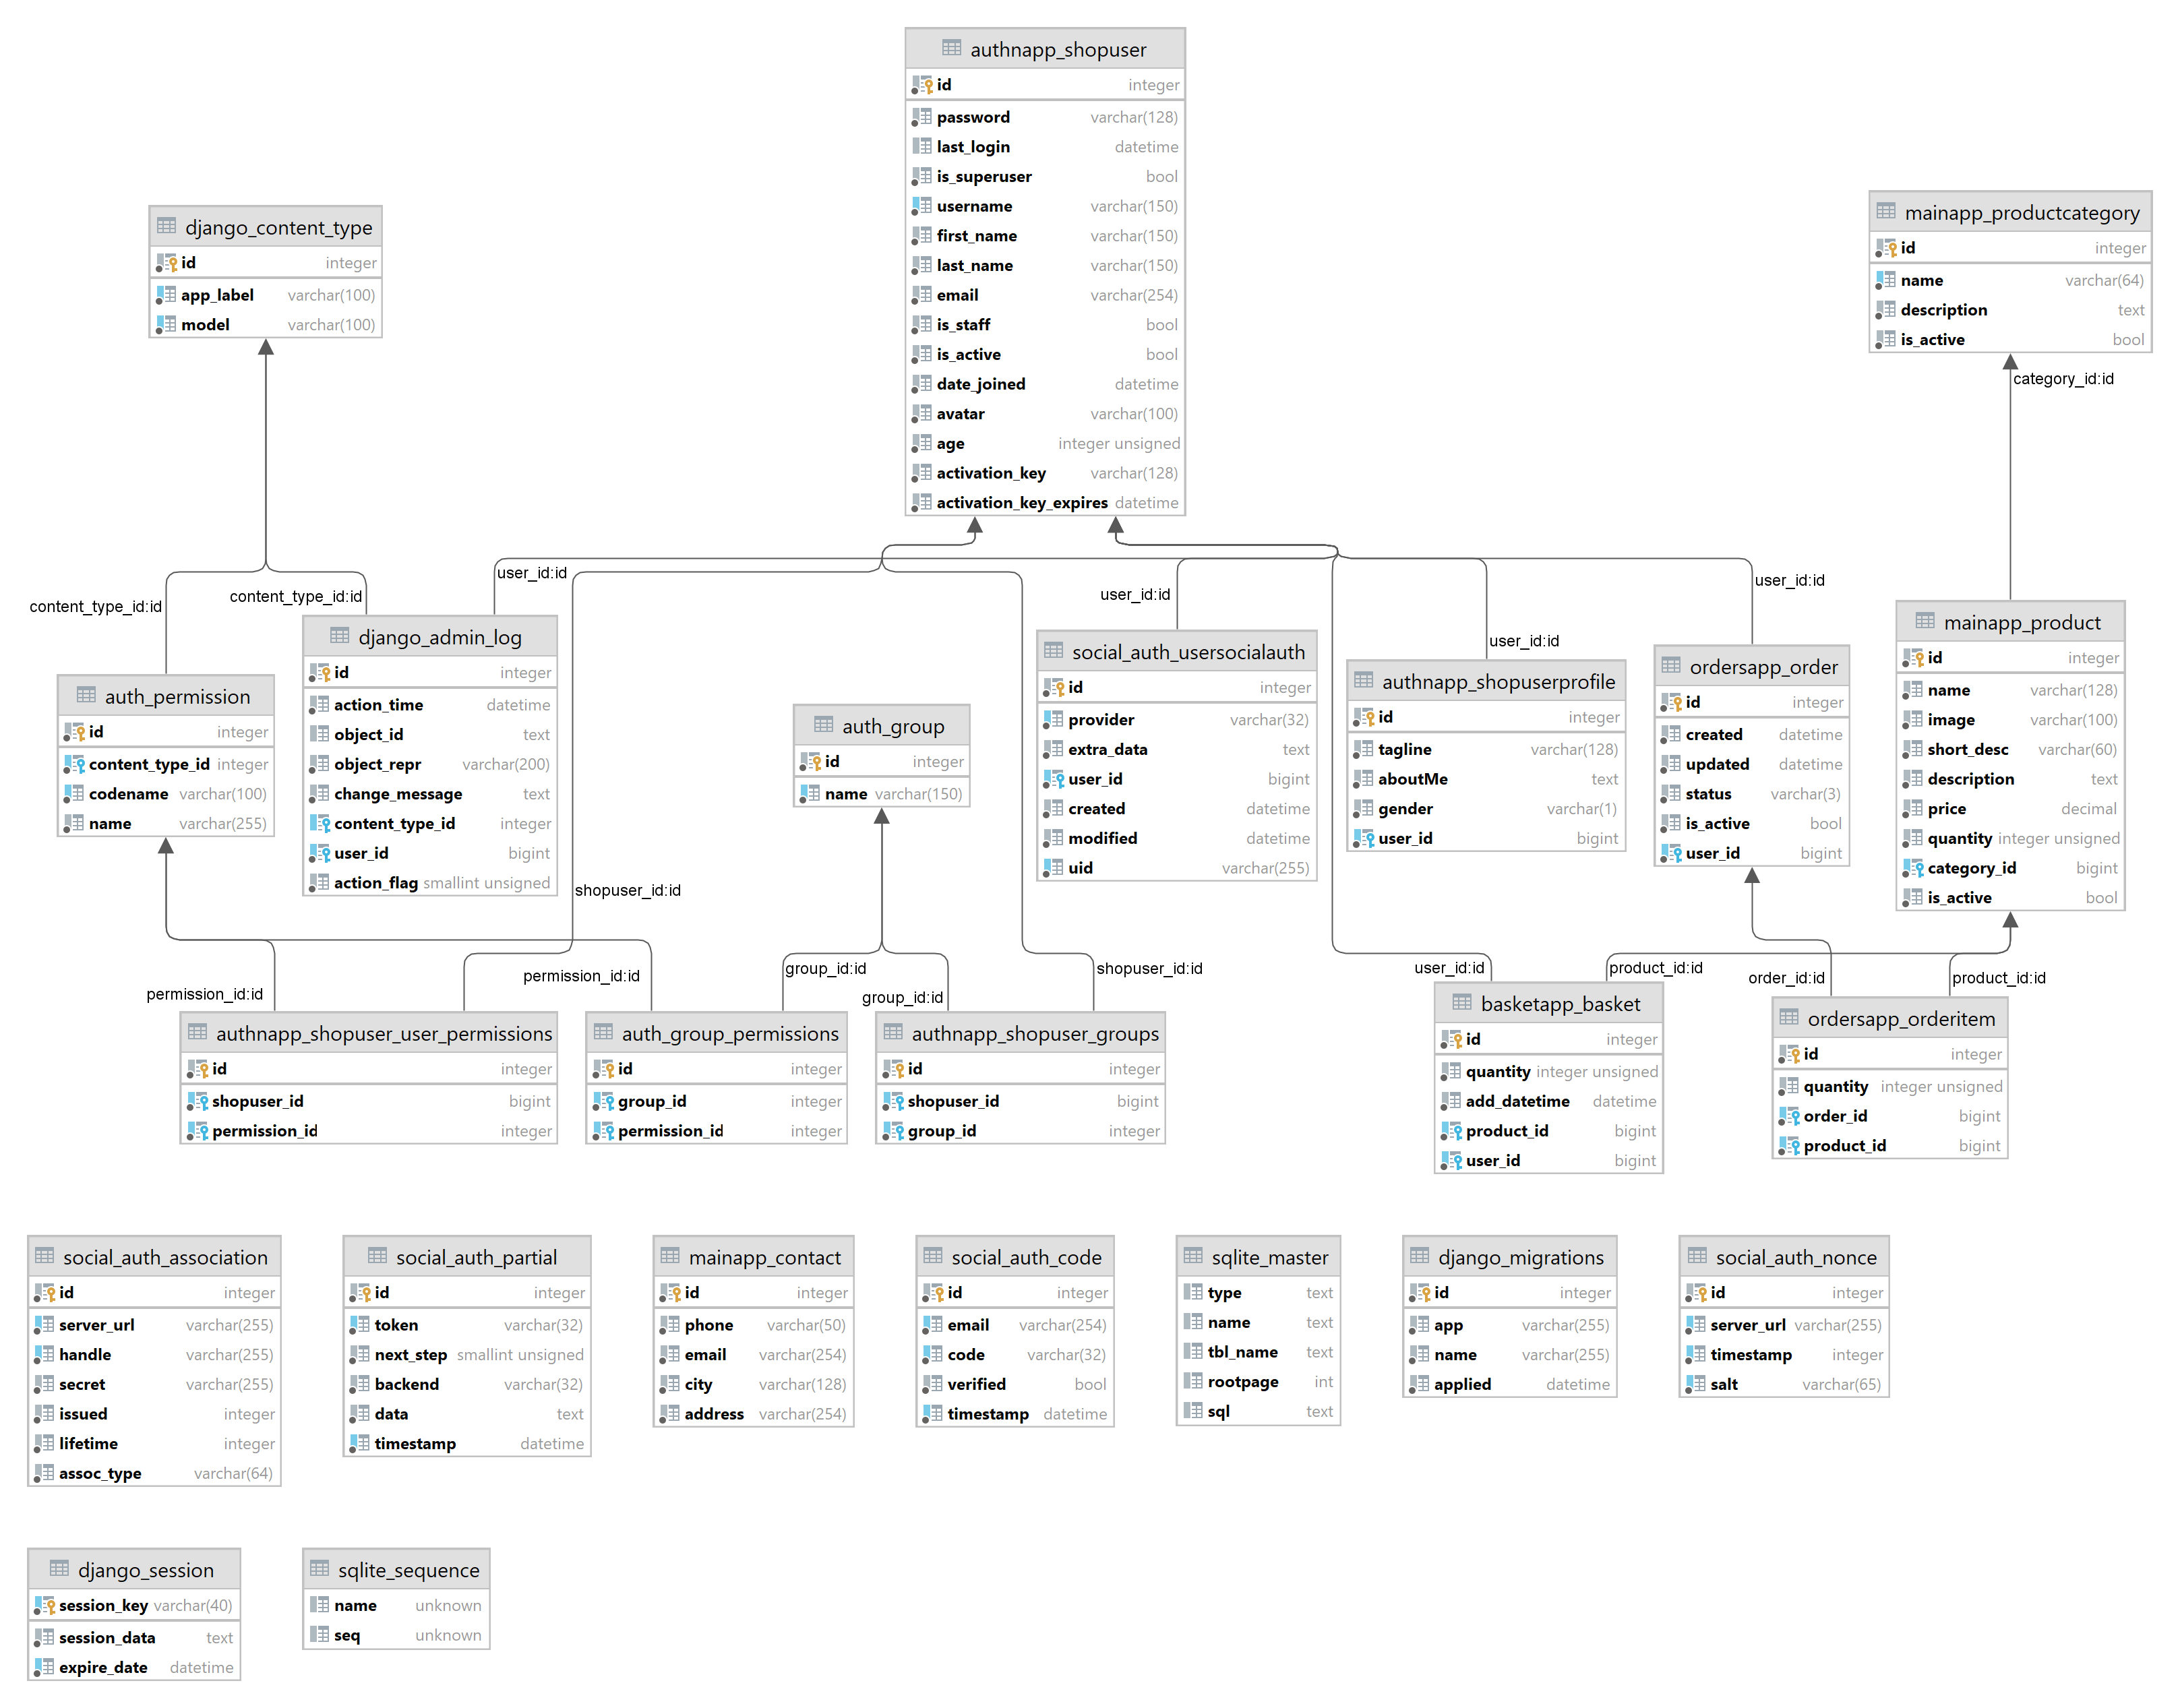 authnapp_shopuser
id integer
password varchar(128)
last_login datetime
is_superuser bool
username varchar(150)
first_name varchar(150)
last_name varchar(150)
email varchar(254)
is_staff bool
is_active bool
date_joined datetime
avatar varchar(100)
age integer unsigned
activation_key varchar(128)
activation_key_expires datetime
django_content_type
id integer
app_label varchar(100)
model varchar(100)
mainapp_productcategory
id integer
name varchar(64)
description text
is_active bool
category_id:id
content_type_id:id
content_type_id:id
user_id:id
shopuser_id:id
user_id:id
user_id:id
user_id:id
auth_permission
id integer
content_type_id integer
codename varchar(100)
name varchar(255)
django_admin_log
id integer
action_time datetime
object_id text
object_repr varchar(200)
change_message text
content_type_id integer
user_id bigint
action_flag smallint unsigned
auth_group
id integer
name varchar(150)
social_auth_usersocialauth
id integer
provider varchar(32)
extra_data text
user_id bigint
created datetime
modified datetime
uid varchar(255)
authnapp_shopuserprofile
id integer
tagline varchar(128)
aboutMe text
gender varchar(1)
user_id bigint
ordersapp_order
id integer
created datetime
updated datetime
status varchar(3)
is_active bool
user_id bigint
mainapp_product
id integer
name varchar(128)
image varchar(100)
short_desc varchar(60)
description text
price decimal
quantity integer unsigned
category_id bigint
is_active bool
permission_id:id
permission_id:id
group_id:id
group_id:id
shopuser_id:id
user_id:id
product_id:id
order_id:id
product_id:id
authnapp_shopuser_user_permissions
id integer
shopuser_id bigint
permission_id integer
auth_group_permissions
id integer
group_id integer
permission_id integer
authnapp_shopuser_groups
id integer
shopuser_id bigint
group_id integer
basketapp_basket
id integer
quantity integer unsigned
add_datetime datetime
product_id bigint
user_id bigint
ordersapp_orderitem
id integer
quantity integer unsigned
order_id bigint
product_id bigint
social_auth_association
id integer
server_url varchar(255)
handle varchar(255)
secret varchar(255)
issued integer
lifetime integer
assoc_type varchar(64)
social_auth_partial
id integer
token varchar(32)
next_step smallint unsigned
backend varchar(32)
data text
timestamp datetime
mainapp_contact
id integer
phone varchar(50)
email varchar(254)
city varchar(128)
address varchar(254)
social_auth_code
id integer
email varchar(254)
code varchar(32)
verified bool
timestamp datetime
sqlite_master
type text
name text
tbl_name text
rootpage int
sql text
django_migrations
id integer
app varchar(255)
name varchar(255)
applied datetime
social_auth_nonce
id integer
server_url varchar(255)
timestamp integer
salt varchar(65)
django_session
session_key varchar(40)
session_data text
expire_date datetime
sqlite_sequence
name unknown
seq unknown